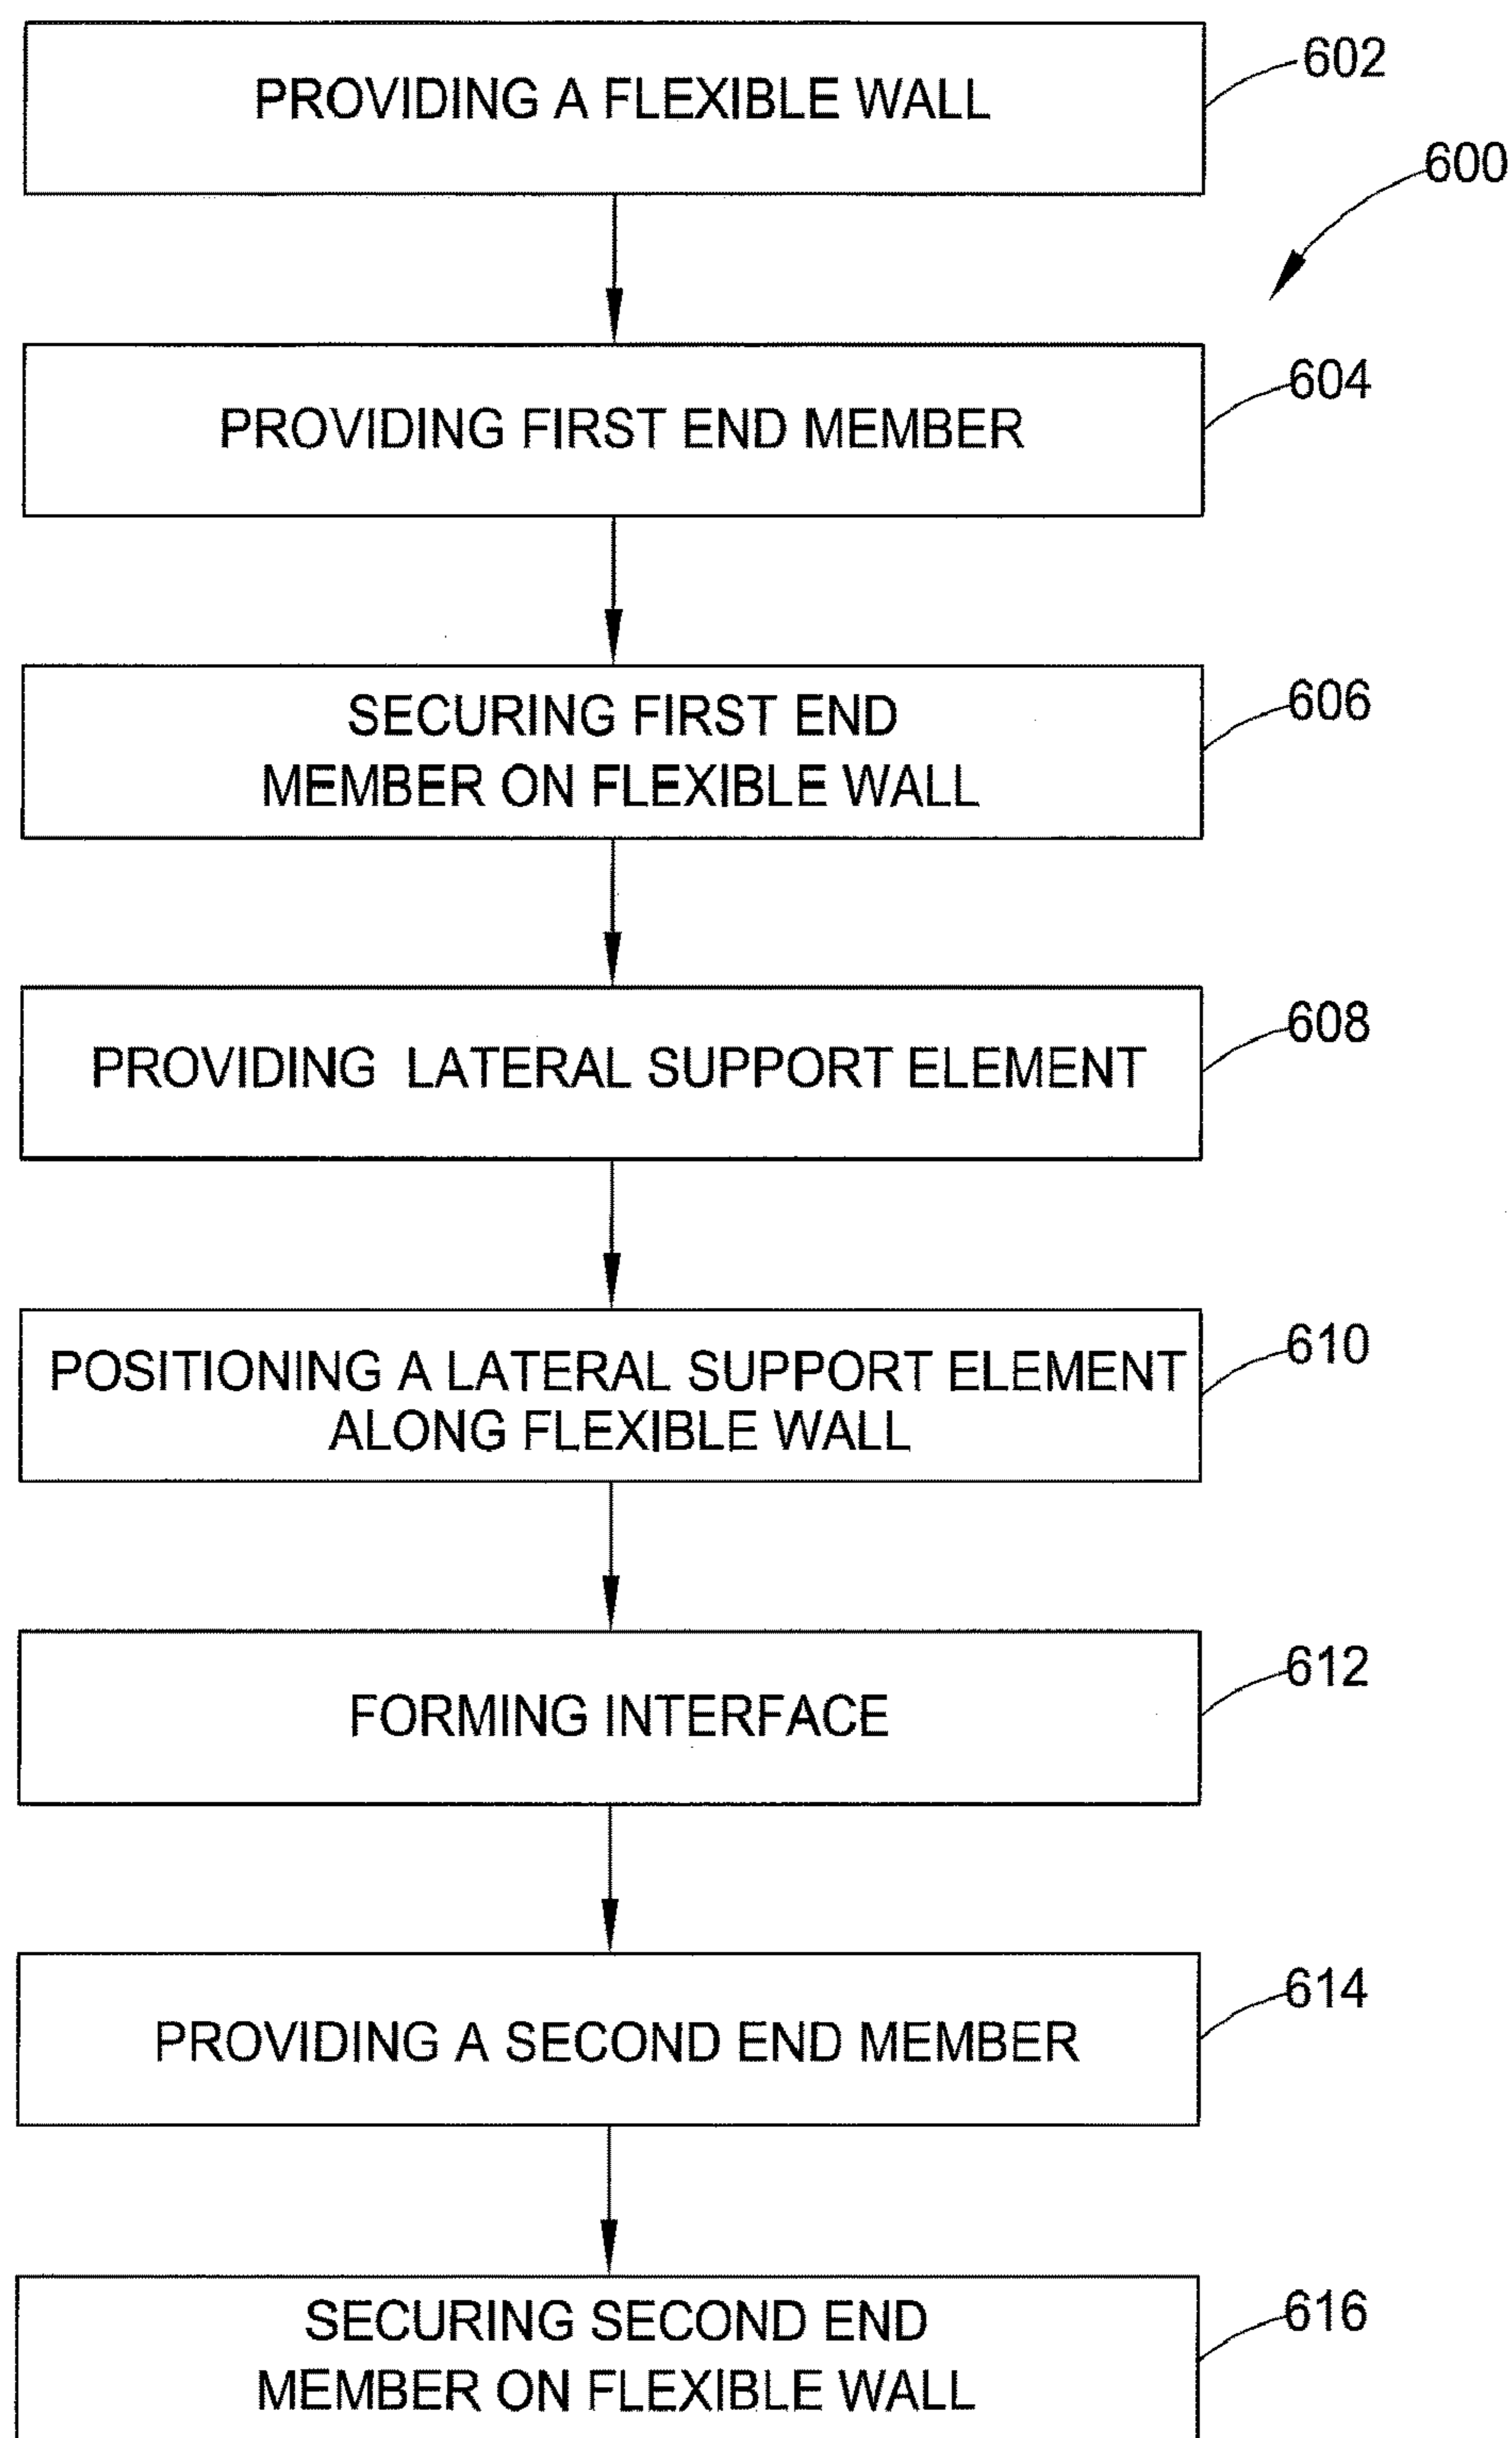 PROVIDING A FLEXIBLE WALL
602
600
PROVIDING FIRST END MEMBER
604
SECURING FIRST END
MEMBER ON FLEXIBLE WALL
606
PROVIDING LATERAL SUPPORT ELEMENT
608
POSITIONING A LATERAL SUPPORT ELEMENT
ALONG FLEXIBLE WALL
610
FORMING INTERFACE
612
PROVIDING A SECOND END MEMBER
614
SECURING SECOND END
MEMBER ON FLEXIBLE WALL
616